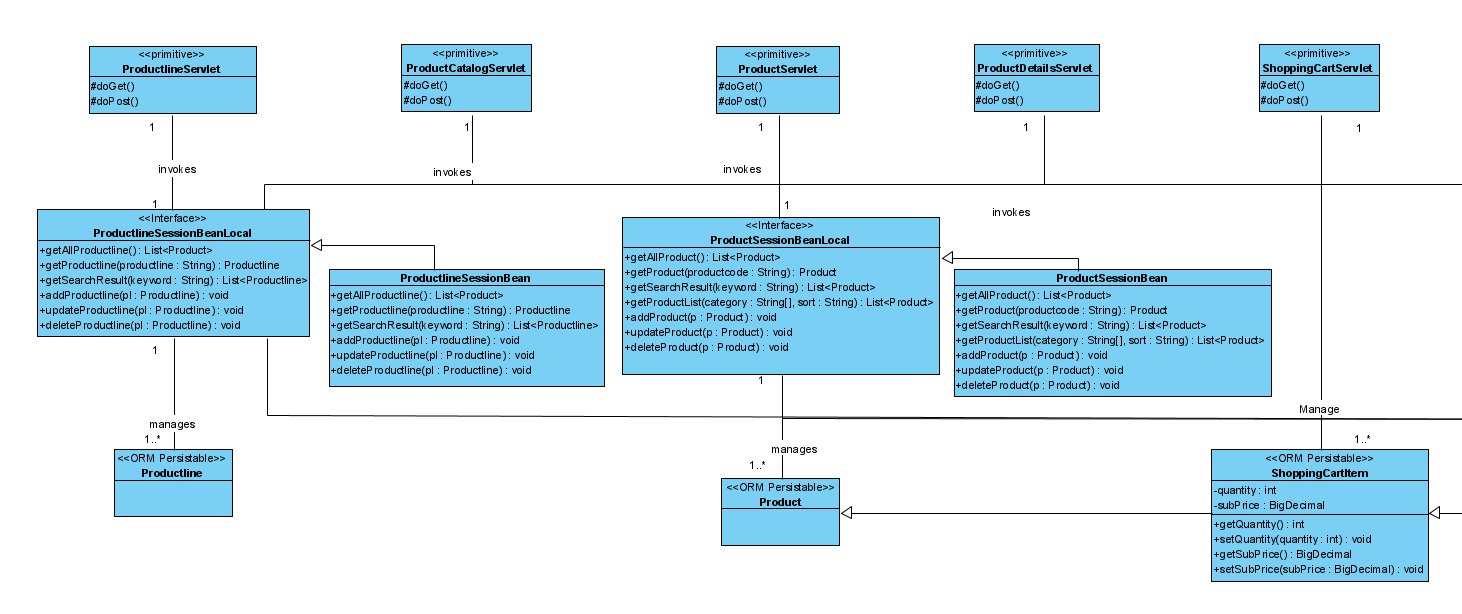 <<primitive>>
ProductlineServlet
#doGet()
#doPost()
<<primitive>>
ProductCatalogServlet
#doGet()
#doPost()
<<primitive>>
ProductServlet
#doGet()
#doPost()
<<primitive>>
ProductDetailsServlet
#doGet()
#doPost()
<<primitive>>
ShoppingCartServlet
#doGet()
#doPost()
1
1
1
1
1
invokes
invokes
invokes
invokes
1
1
<<Interface>>
ProductlineSessionBeanLocal
+getAllProductline() : List<Product>
+getProductline(productline : String) : Productline
+getSearchResult(keyword : String) : List<Productline>
+addProductline(pl : Productline) : void
+updateProductline(pl : Productline) : void
+deleteProductline(pl : Productline) : void
ProductlineSessionBean
+getAllProductline() : List<Product>
+getProductline(productline : String) : Productline
+getSearchResult(keyword : String) : List<Productline>
+addProductline(pl : Productline) : void
+updateProductline(pl : Productline) : void
+deleteProductline(pl : Productline) : void
<<Interface>>
ProductSessionBeanLocal
+getAllProduct() : List<Product>
+getProduct(productcode : String) : Product
+getSearchResult(keyword : String) : List<Product>
+getProductList(category : String[], sort : String) : List<Product>
+addProduct(p : Product) : void
+updateProduct(p : Product) : void
+deleteProduct(p : Product) : void
ProductSessionBean
+getAllProduct() : List<Product>
+getProduct(productcode : String) : Product
+getSearchResult(keyword : String) : List<Product>
+getProductList(category : String[], sort : String) : List<Product>
+addProduct(p : Product) : void
+updateProduct(p : Product) : void
+deleteProduct(p : Product) : void
1
1
manages
manages
Manage
1..*
1..*
1..*
<<ORM Persistable>>
Productline
<<ORM Persistable>>
Product
<<ORM Persistable>>
ShoppingCartItem
-quantity : int
-subPrice : BigDecimal
+getQuantity() : int
+setQuantity(quantity : int) : void
+getSubPrice() : BigDecimal
+setSubPrice(subPrice : BigDecimal) : void